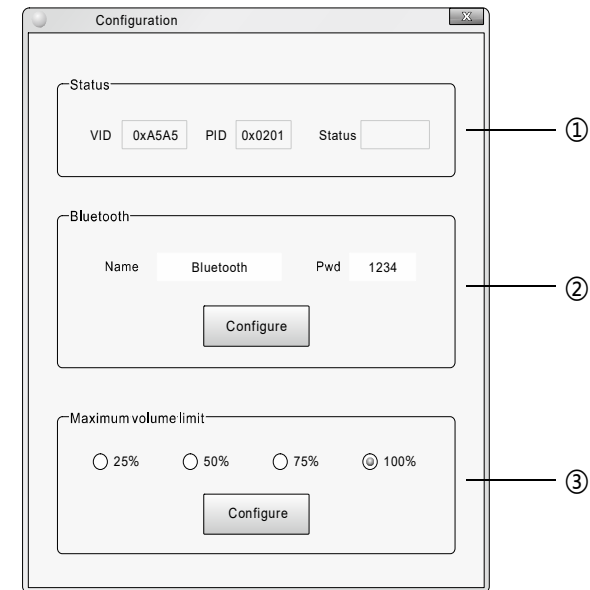 Configuration X
Status
VID 0xA5A5 PID 0x0201 Status
①
Bluetooth
Name Bluetooth Pwd 1234
②
Configure
Maximum volume limit
25% 50% 75% 100%
③
Configure